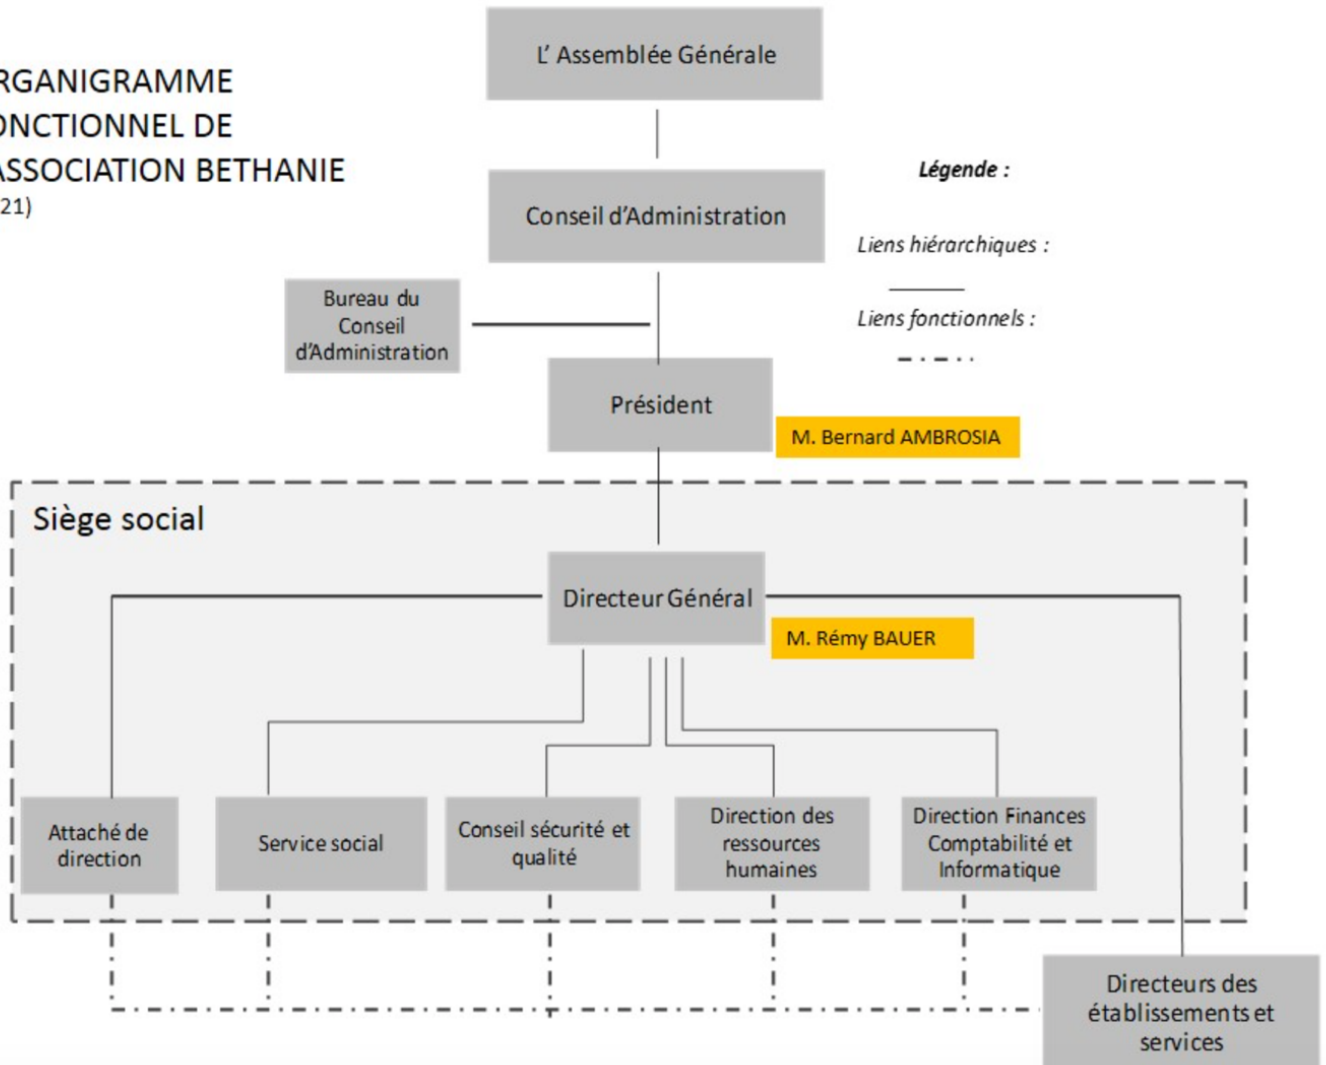 RGANIGRAMME
ONCTIONNEL DE
ASSOCIATION BETHANIE
21)
L' Assemblée Générale
Conseil d'Administration
Légende :
Liens hiérarchiques :
Liens fonctionnels :
Bureau du
Conseil
d'Administration
Président
M. Bernard AMBROSIA
Siège social
Directeur Général
M. Rémy BAUER
Attaché de
direction
Service social
Conseil sécurité et
qualité
Direction des
ressources
humaines
Direction Finances
Comptabilité et
Informatique
Directeurs des
établissements et
services